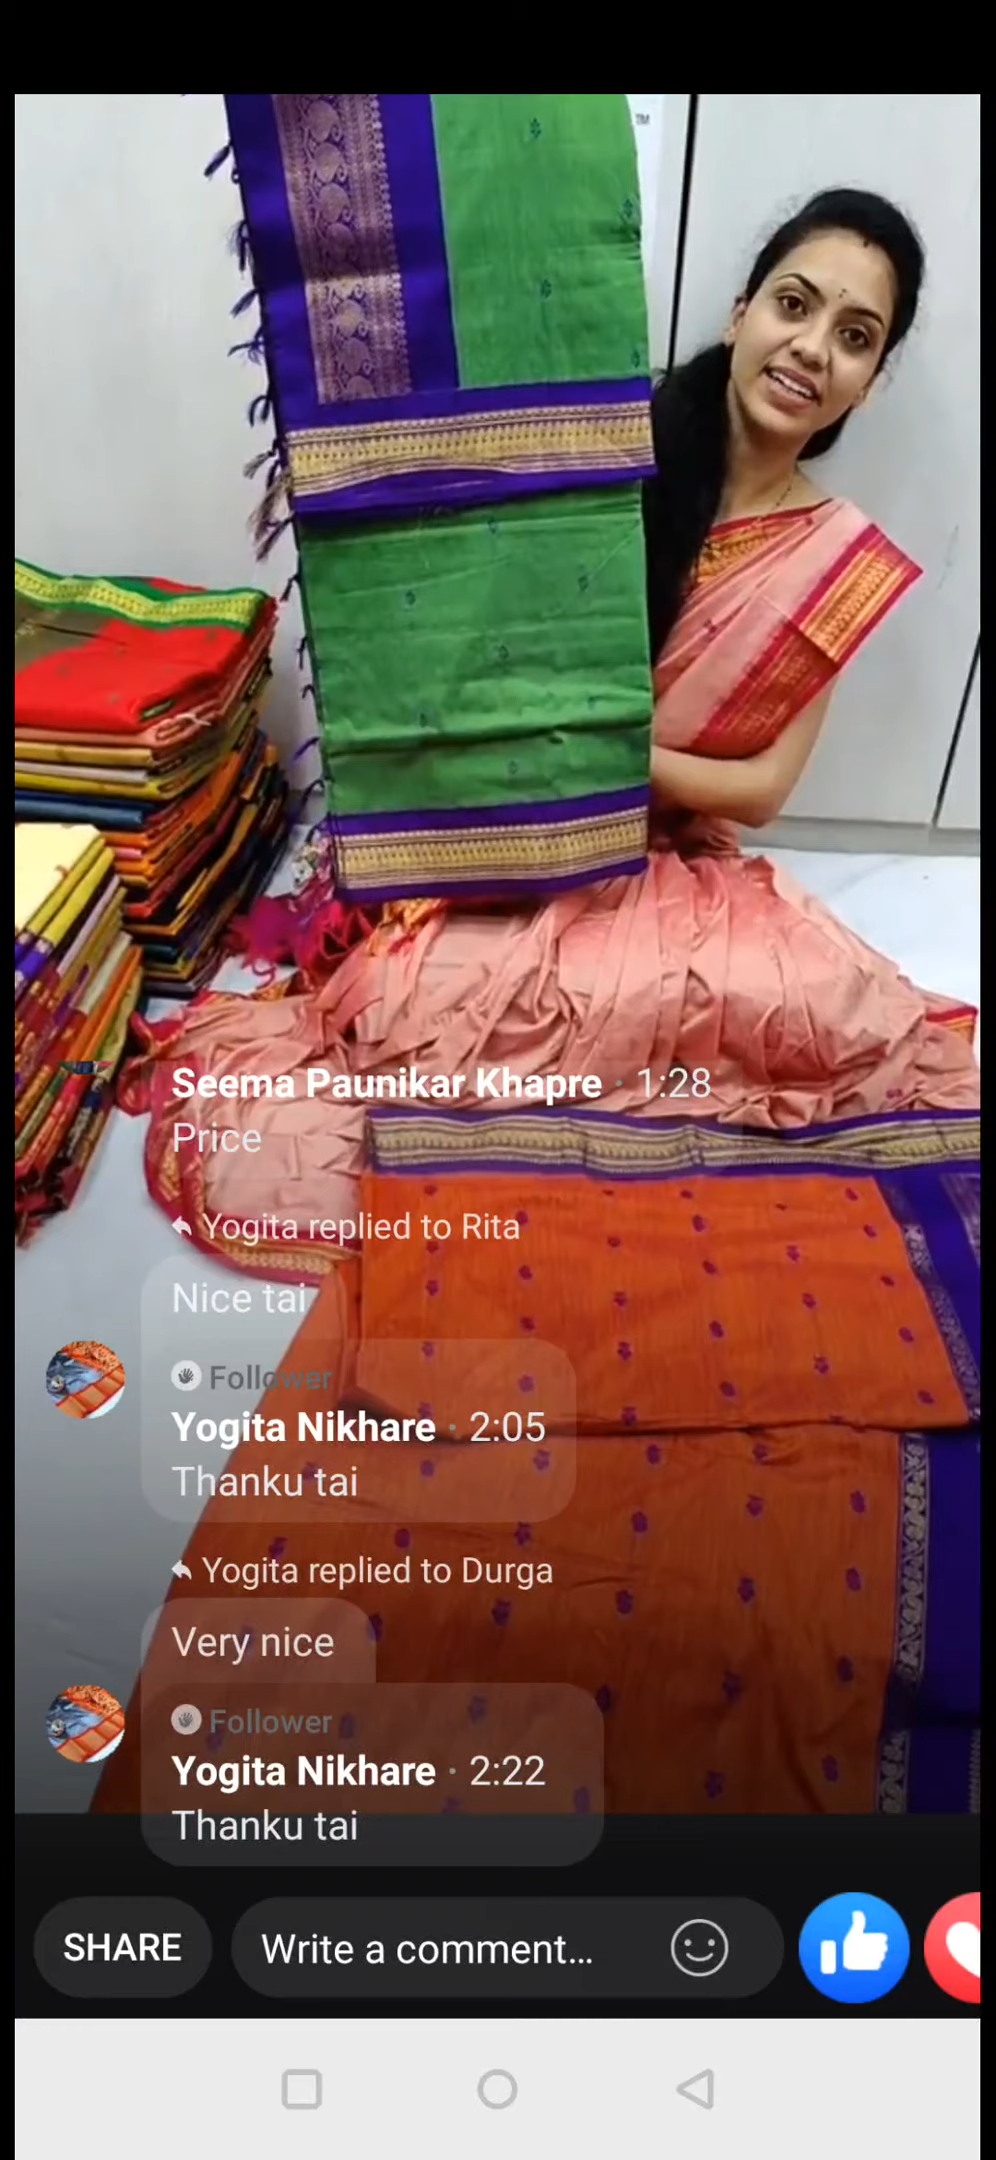 TM
Seema Paunikar Khapre · 1:28
Price
Yogita replied to Rita
Nice tai
Follower
Yogita Nikhare · 2:05
Thanku tai
Yogita replied to Durga
Very nice
Follower
Yogita Nikhare · 2:22
Thanku tai
SHARE
Write a comment...